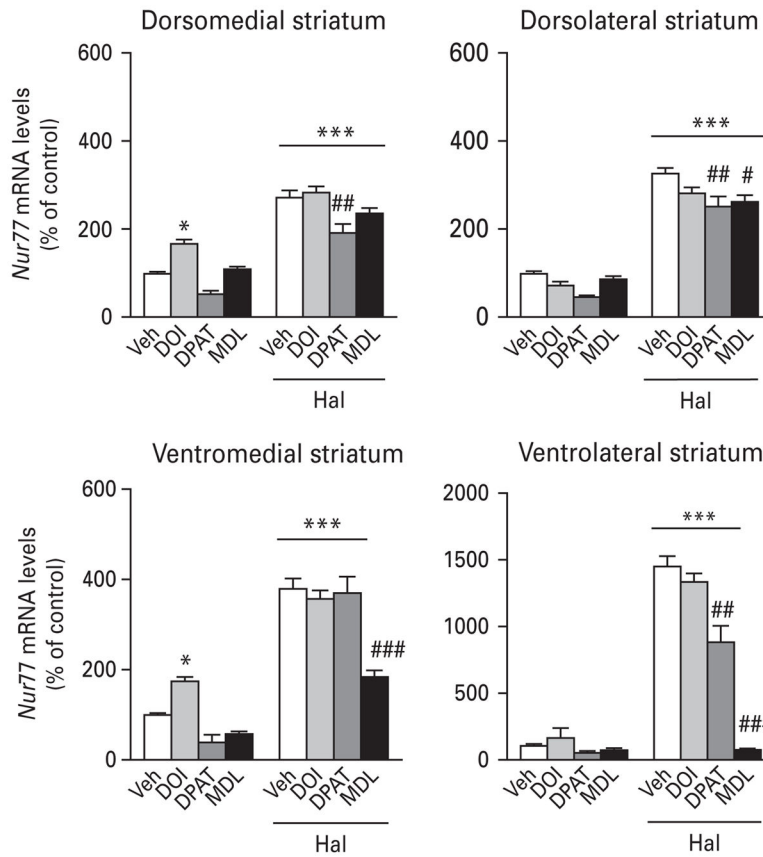 Dorsomedial striatum
Nur77 mRNA levels
(% of control)
600
400
200
0
*
***
##
Veh
DOI
DPAT
MDL
Veh
DOI
DPAT
MDL
Hal
Dorsolateral striatum
600
400
200
0
***
##
#
Veh
DOI
DPAT
MDL
Veh
DOI
DPAT
MDL
Hal
Ventromedial striatum
Nur77 mRNA levels
(% of control)
600
400
200
0
*
***
###
Veh
DOI
DPAT
MDL
Veh
DOI
DPAT
MDL
Hal
Ventrolateral striatum
2000
1500
1000
500
0
***
##
##
Veh
DOI
DPAT
MDL
Veh
DOI
DPAT
MDL
Hal